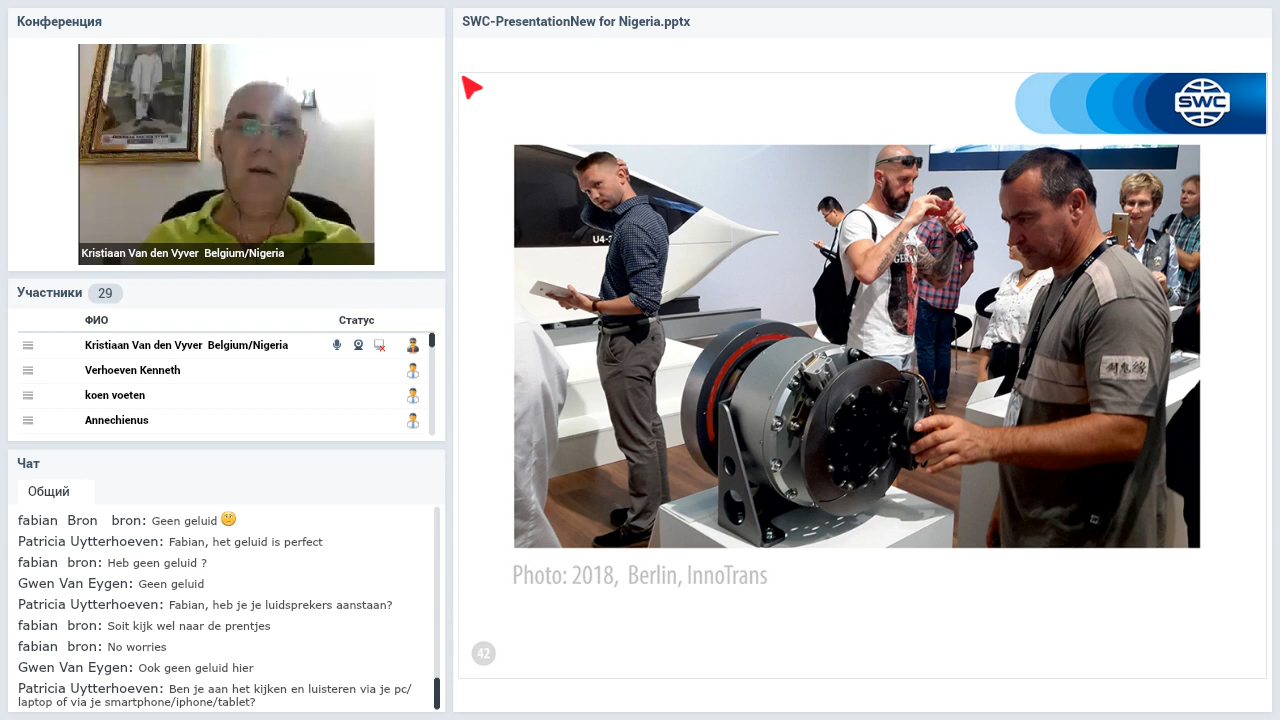 Конференция
Kristiaan Van den Vyver Belgium/Nigeria
Участники 29
ФИО Статус
Kristiaan Van den Vyver Belgium/Nigeria
Verhoeven Kenneth
koen voeten
Annechienus
Чат
Общий
fabian Bron bron: Geen geluid
Patricia Uytterhoeven: Fabian, het geluid is perfect
fabian bron: Heb geen geluid ?
Gwen Van Eygen: Geen geluid
Patricia Uytterhoeven: Fabian, heb je je luidsprekers aanstaan?
fabian bron: Soit kijk wel naar de prentjes
fabian bron: No worries
Gwen Van Eygen: Ook geen geluid hier
Patricia Uytterhoeven: Ben je aan het kijken en luisteren via je pc/
laptop of via je smartphone/iphone/tablet?
SWC-PresentationNew for Nigeria.pptx
SWC
Photo: 2018, Berlin, InnoTrans
42